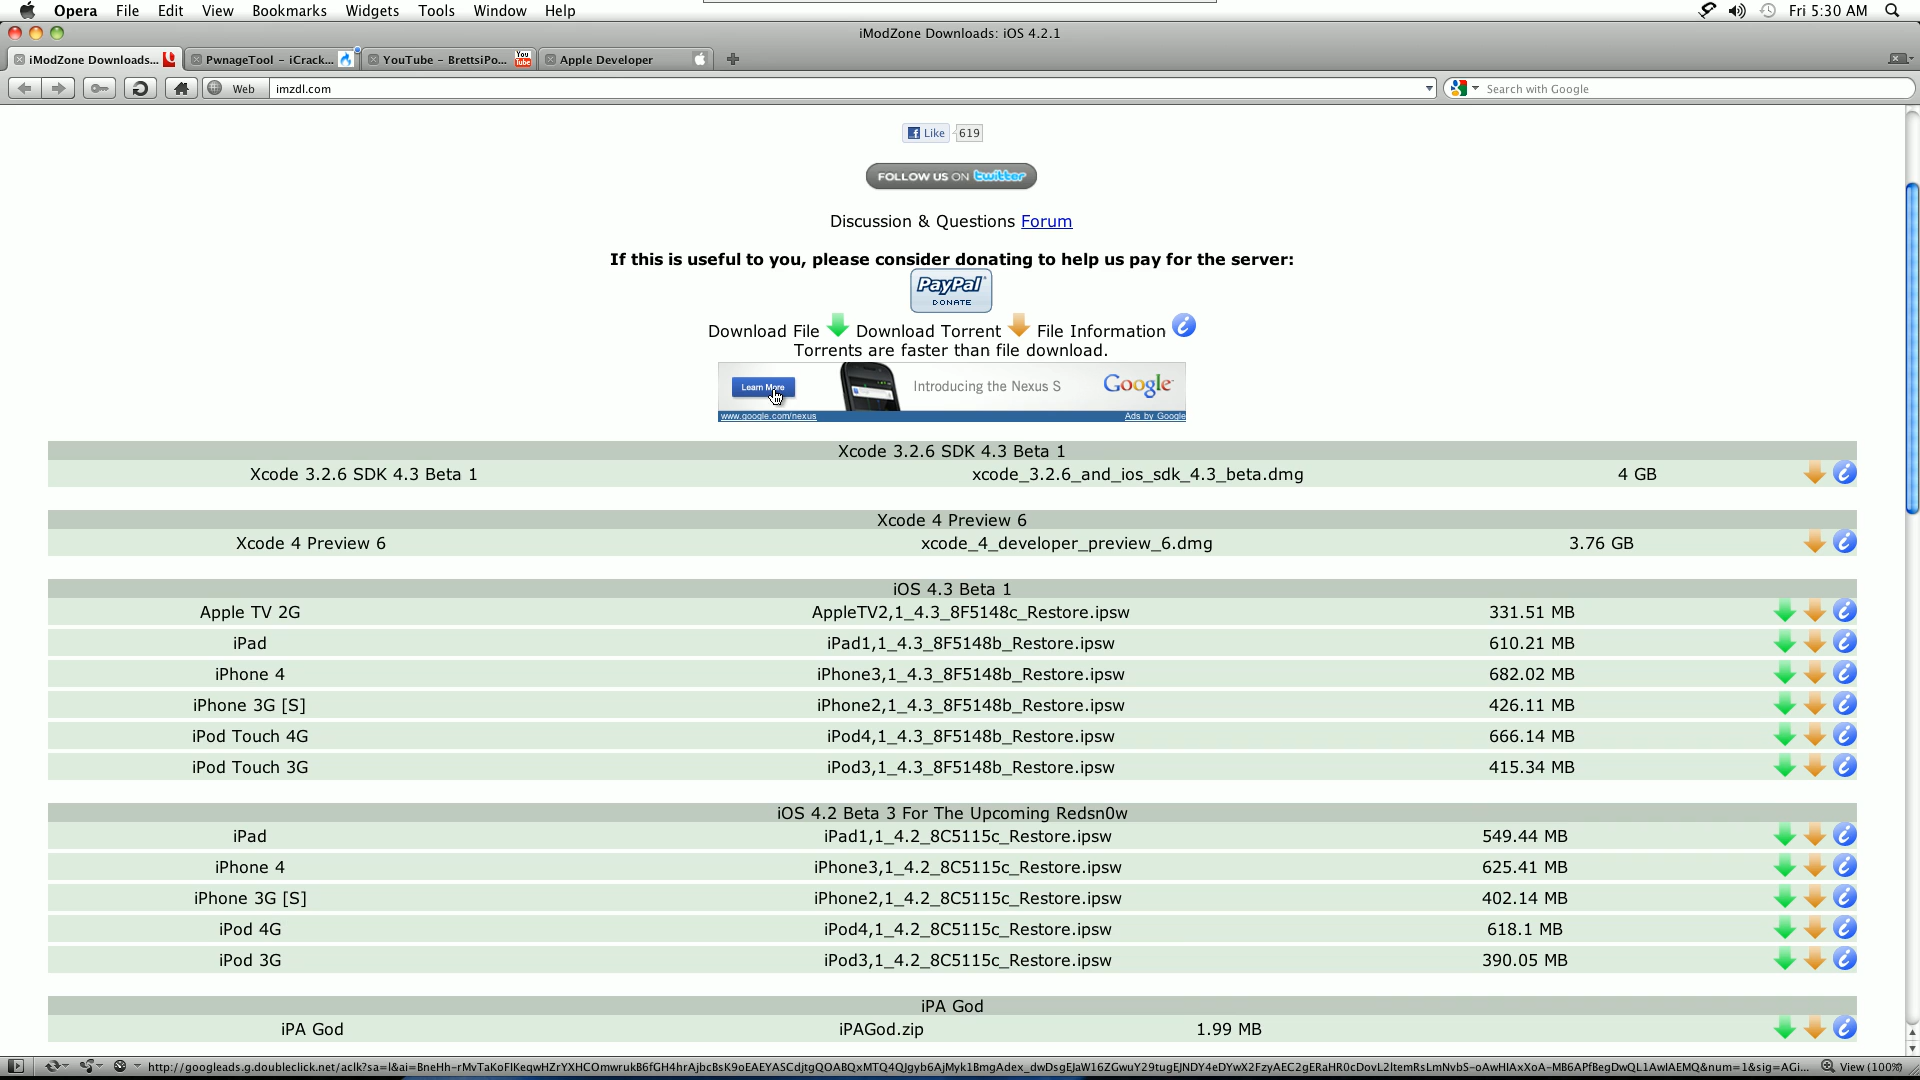 Opera File Edit View Bookmarks Widgets Tools Window Help Fri 5:30 AM
iModZone Downloads: iOS 4.2.1
iModZone Downloads... PwnageTool - iCrack... YouTube - BrettsiPo... You Tube Apple Developer
Web imzdl.com Search with Google
Like 619
FOLLOW US ON twitter
Discussion & Questions Forum
If this is useful to you, please consider donating to help us pay for the server:
PayPal
DONATE
Download File Download Torrent File Information
Torrents are faster than file download.
Learn More Introducing the Nexus S Google
www.google.com/nexus Ads by Google
Xcode 3.2.6 SDK 4.3 Beta 1
Xcode 3.2.6 SDK 4.3 Beta 1 xcode_3.2.6_and_ios_sdk_4.3_beta.dmg 4 GB
Xcode 4 Preview 6
Xcode 4 Preview 6 xcode_4_developer_preview_6.dmg 3.76 GB
iOS 4.3 Beta 1
Apple TV 2G AppleTV2,1_4.3_8F5148c_Restore.ipsw 331.51 MB
iPad iPad1,1_4.3_8F5148b_Restore.ipsw 610.21 MB
iPhone 4 iPhone3,1_4.3_8F5148b_Restore.ipsw 682.02 MB
iPhone 3G [S] iPhone2,1_4.3_8F5148b_Restore.ipsw 426.11 MB
iPod Touch 4G iPod4,1_4.3_8F5148b_Restore.ipsw 666.14 MB
iPod Touch 3G iPod3,1_4.3_8F5148b_Restore.ipsw 415.34 MB
iOS 4.2 Beta 3 For The Upcoming Redsn0w
iPad iPad1,1_4.2_8C5115c_Restore.ipsw 549.44 MB
iPhone 4 iPhone3,1_4.2_8C5115c_Restore.ipsw 625.41 MB
iPhone 3G [S] iPhone2,1_4.2_8C5115c_Restore.ipsw 402.14 MB
iPod 4G iPod4,1_4.2_8C5115c_Restore.ipsw 618.1 MB
iPod 3G iPod3,1_4.2_8C5115c_Restore.ipsw 390.05 MB
iPA God
iPA God iPAGod.zip 1.99 MB
View (100%)